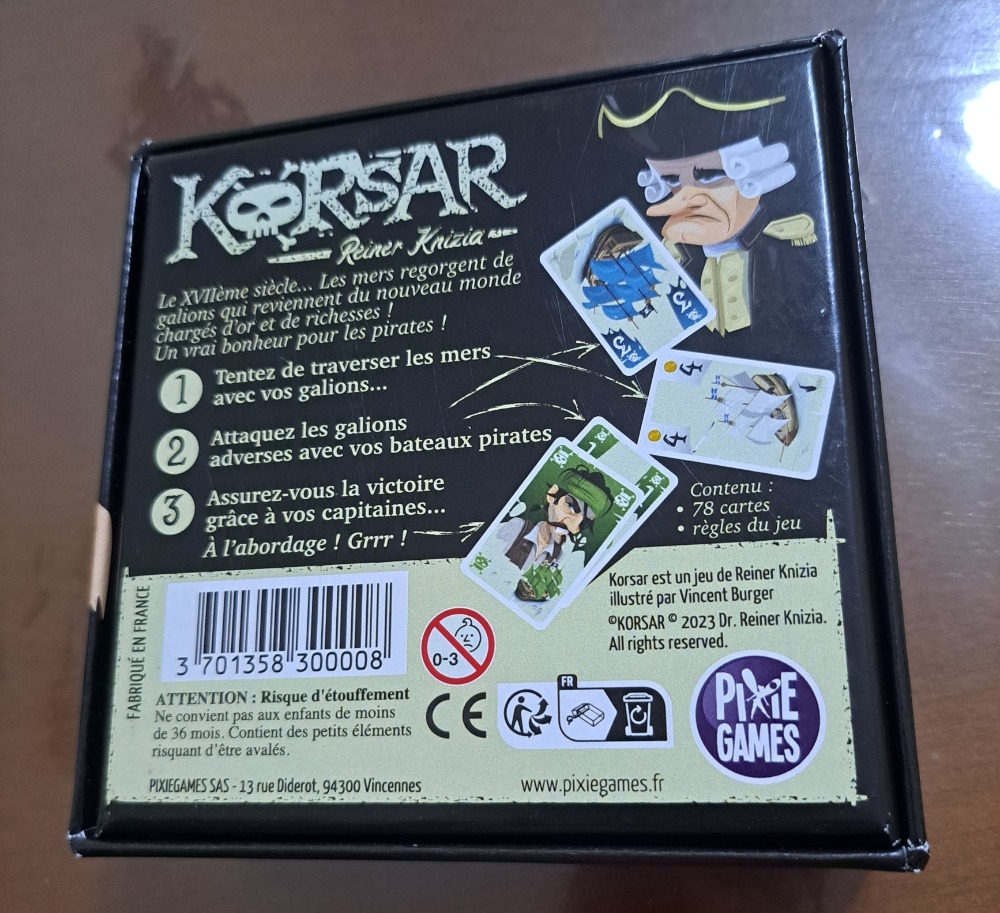 KORSAR
Reiner Knizia
Le XVIIème siècle... Les mers regorgent de
galions qui reviennent du nouveau monde
chargés d'or et de richesses !
Un vrai bonheur pour les pirates !
1 Tentez de traverser les mers
avec vos galions...
2 Attaquez les galions
adverses avec vos bateaux pirates
3 Assurez-vous la victoire
grâce à vos capitaines...
À l'abordage ! Grrr !
3
3
4
4
Contenu :
• 78 cartes
• règles du jeu
FABRIQUÉ EN FRANCE
3 701358 300008
ATTENTION : Risque d'étouffement
Ne convient pas aux enfants de moins
de 36 mois. Contient des petits éléments
risquant d'être avalés.
0-3
CE
FR
Korsar est un jeu de Reiner Knizia
illustré par Vincent Burger
©KORSAR © 2023 Dr. Reiner Knizia.
All rights reserved.
PIXIE
GAMES
PIXIEGAMES SAS - 13 rue Diderot, 94300 Vincennes
www.pixiegames.fr